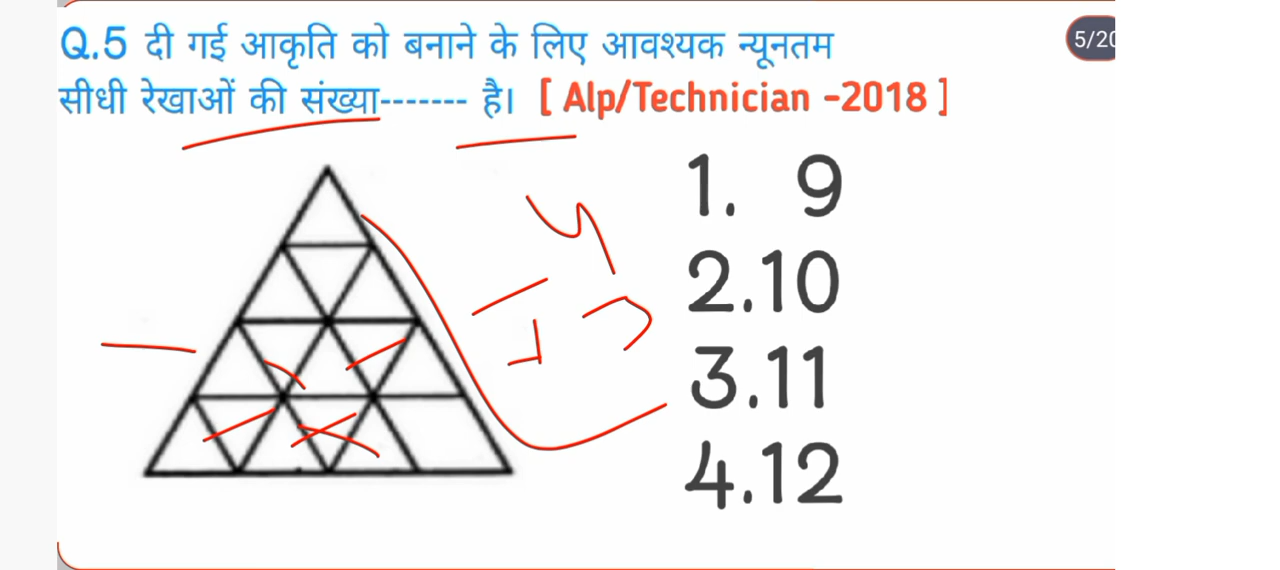 Q.5 दी गई आकृति को बनाने के लिए आवश्यक न्यूनतम
सीधी रेखाओं की संख्या------- है। [ Alp/Technician -2018 ]
5/20
1. 9
2.10
3.11
4.12